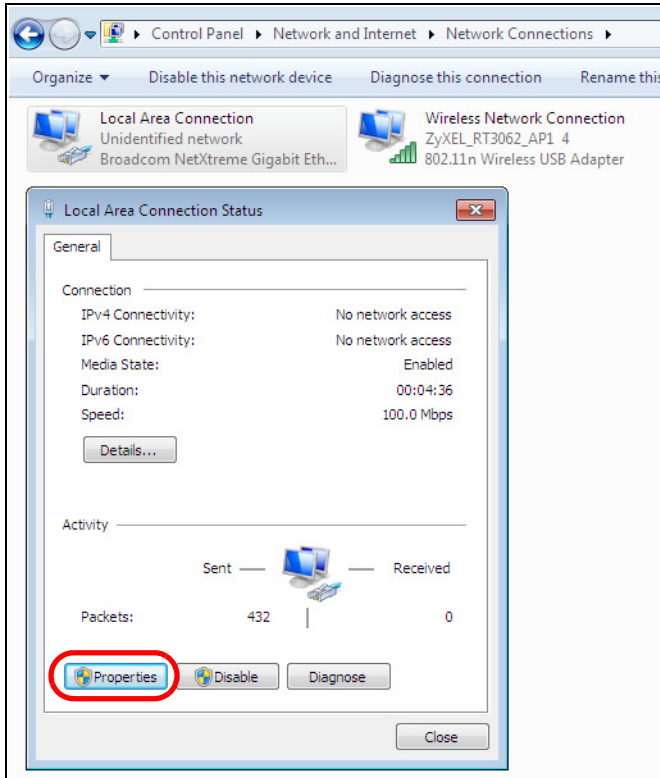 Control Panel ▸ Network and Internet ▸ Network Connections ▸
Organize ▼ Disable this network device Diagnose this connection Rename this
Local Area Connection
Unidentified network
Broadcom NetXtreme Gigabit Eth...
Wireless Network Connection
ZyXEL_RT3062_AP1 4
802.11n Wireless USB Adapter
Local Area Connection Status
General
Connection
IPv4 Connectivity: No network access
IPv6 Connectivity: No network access
Media State: Enabled
Duration: 00:04:36
Speed: 100.0 Mbps
Details...
Activity
Sent Received
Packets: 432 0
Properties Disable Diagnose
Close